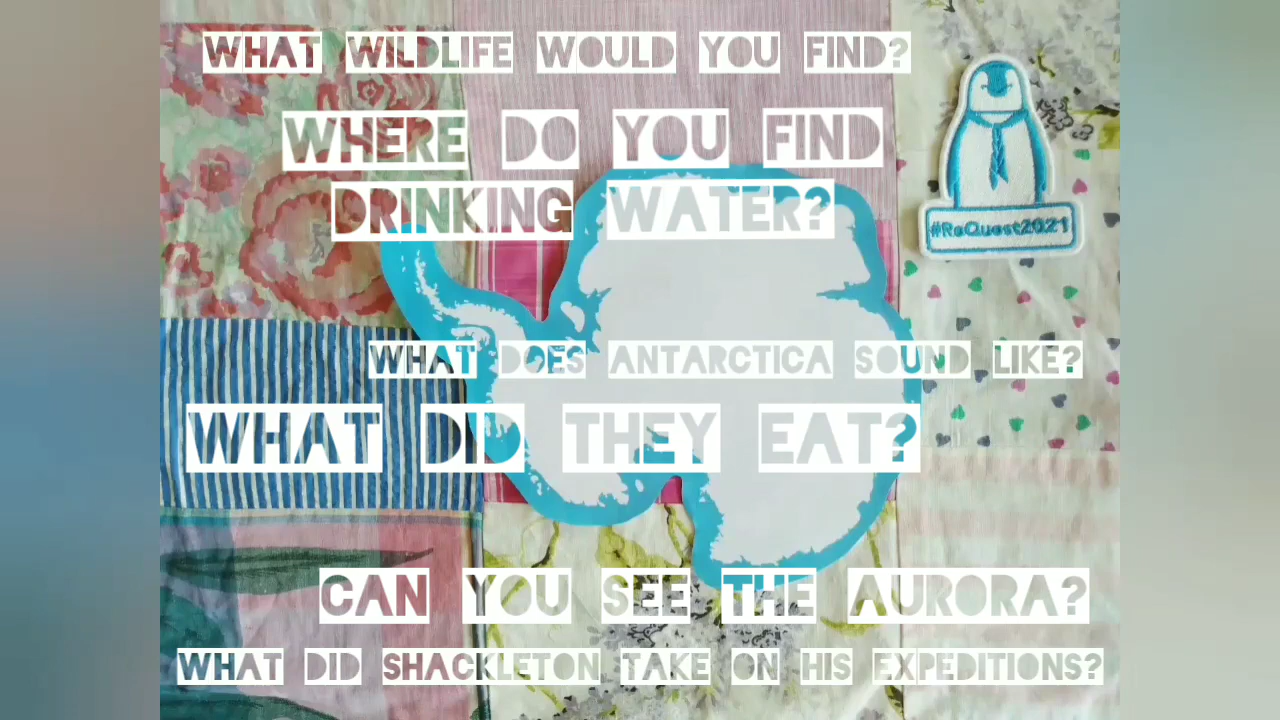 WHAT WILDLIFE WOULD YOU FIND?
WHERE DO YOU FIND
DRINKING WATER?
#ReQuest2021
WHAT DOES ANTARCTICA SOUND LIKE?
WHAT DID THEY EAT?
CAN YOU SEE THE AURORA?
WHAT DID SHACKLETON TAKE ON HIS EXPEDITIONS?